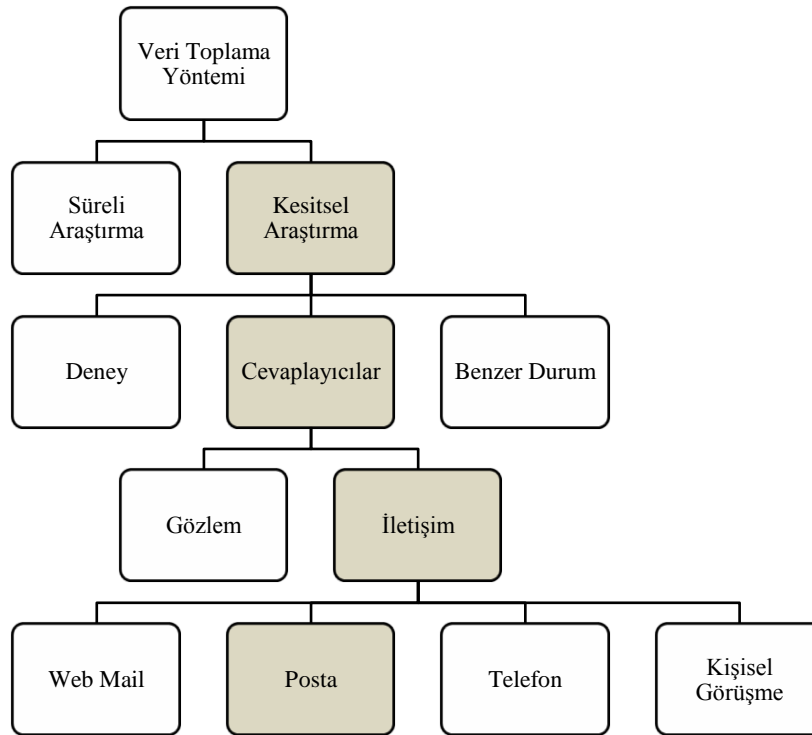 Veri Toplama
Yöntemi
Süreli
Araştırma
Kesitsel
Araştırma
Deney
Cevaplayıcılar
Benzer Durum
Gözlem
İletişim
Web Mail
Posta
Telefon
Kişisel
Görüşme